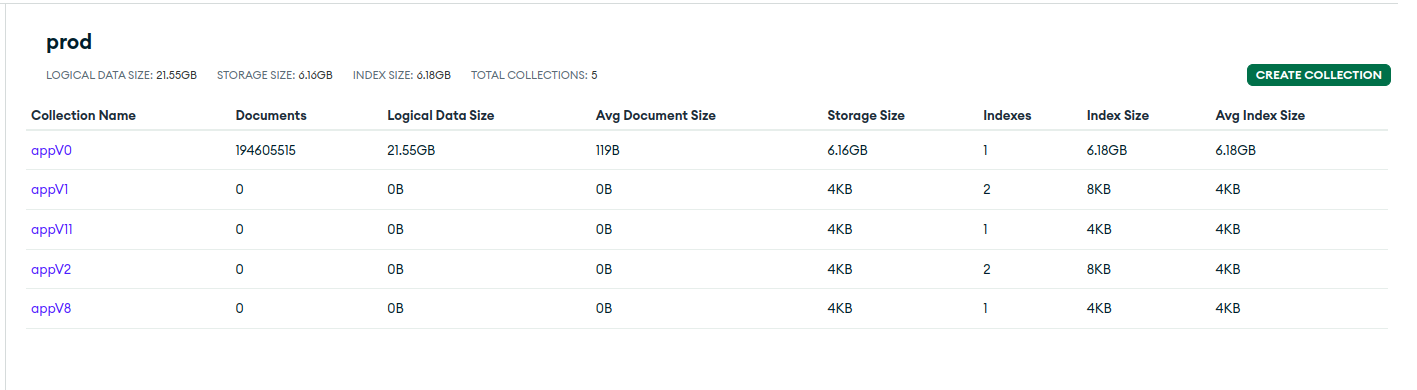 prod
LOGICAL DATA SIZE: 21.55GB STORAGE SIZE: 6.16GB INDEX SIZE: 6.18GB TOTAL COLLECTIONS: 5 CREATE COLLECTION
Collection Name Documents Logical Data Size Avg Document Size Storage Size Indexes Index Size Avg Index Size
appV0 194605515 21.55GB 119B 6.16GB 1 6.18GB 6.18GB
appV1 0 0B 0B 4KB 2 8KB 4KB
appV11 0 0B 0B 4KB 1 4KB 4KB
appV2 0 0B 0B 4KB 2 8KB 4KB
appV8 0 0B 0B 4KB 1 4KB 4KB